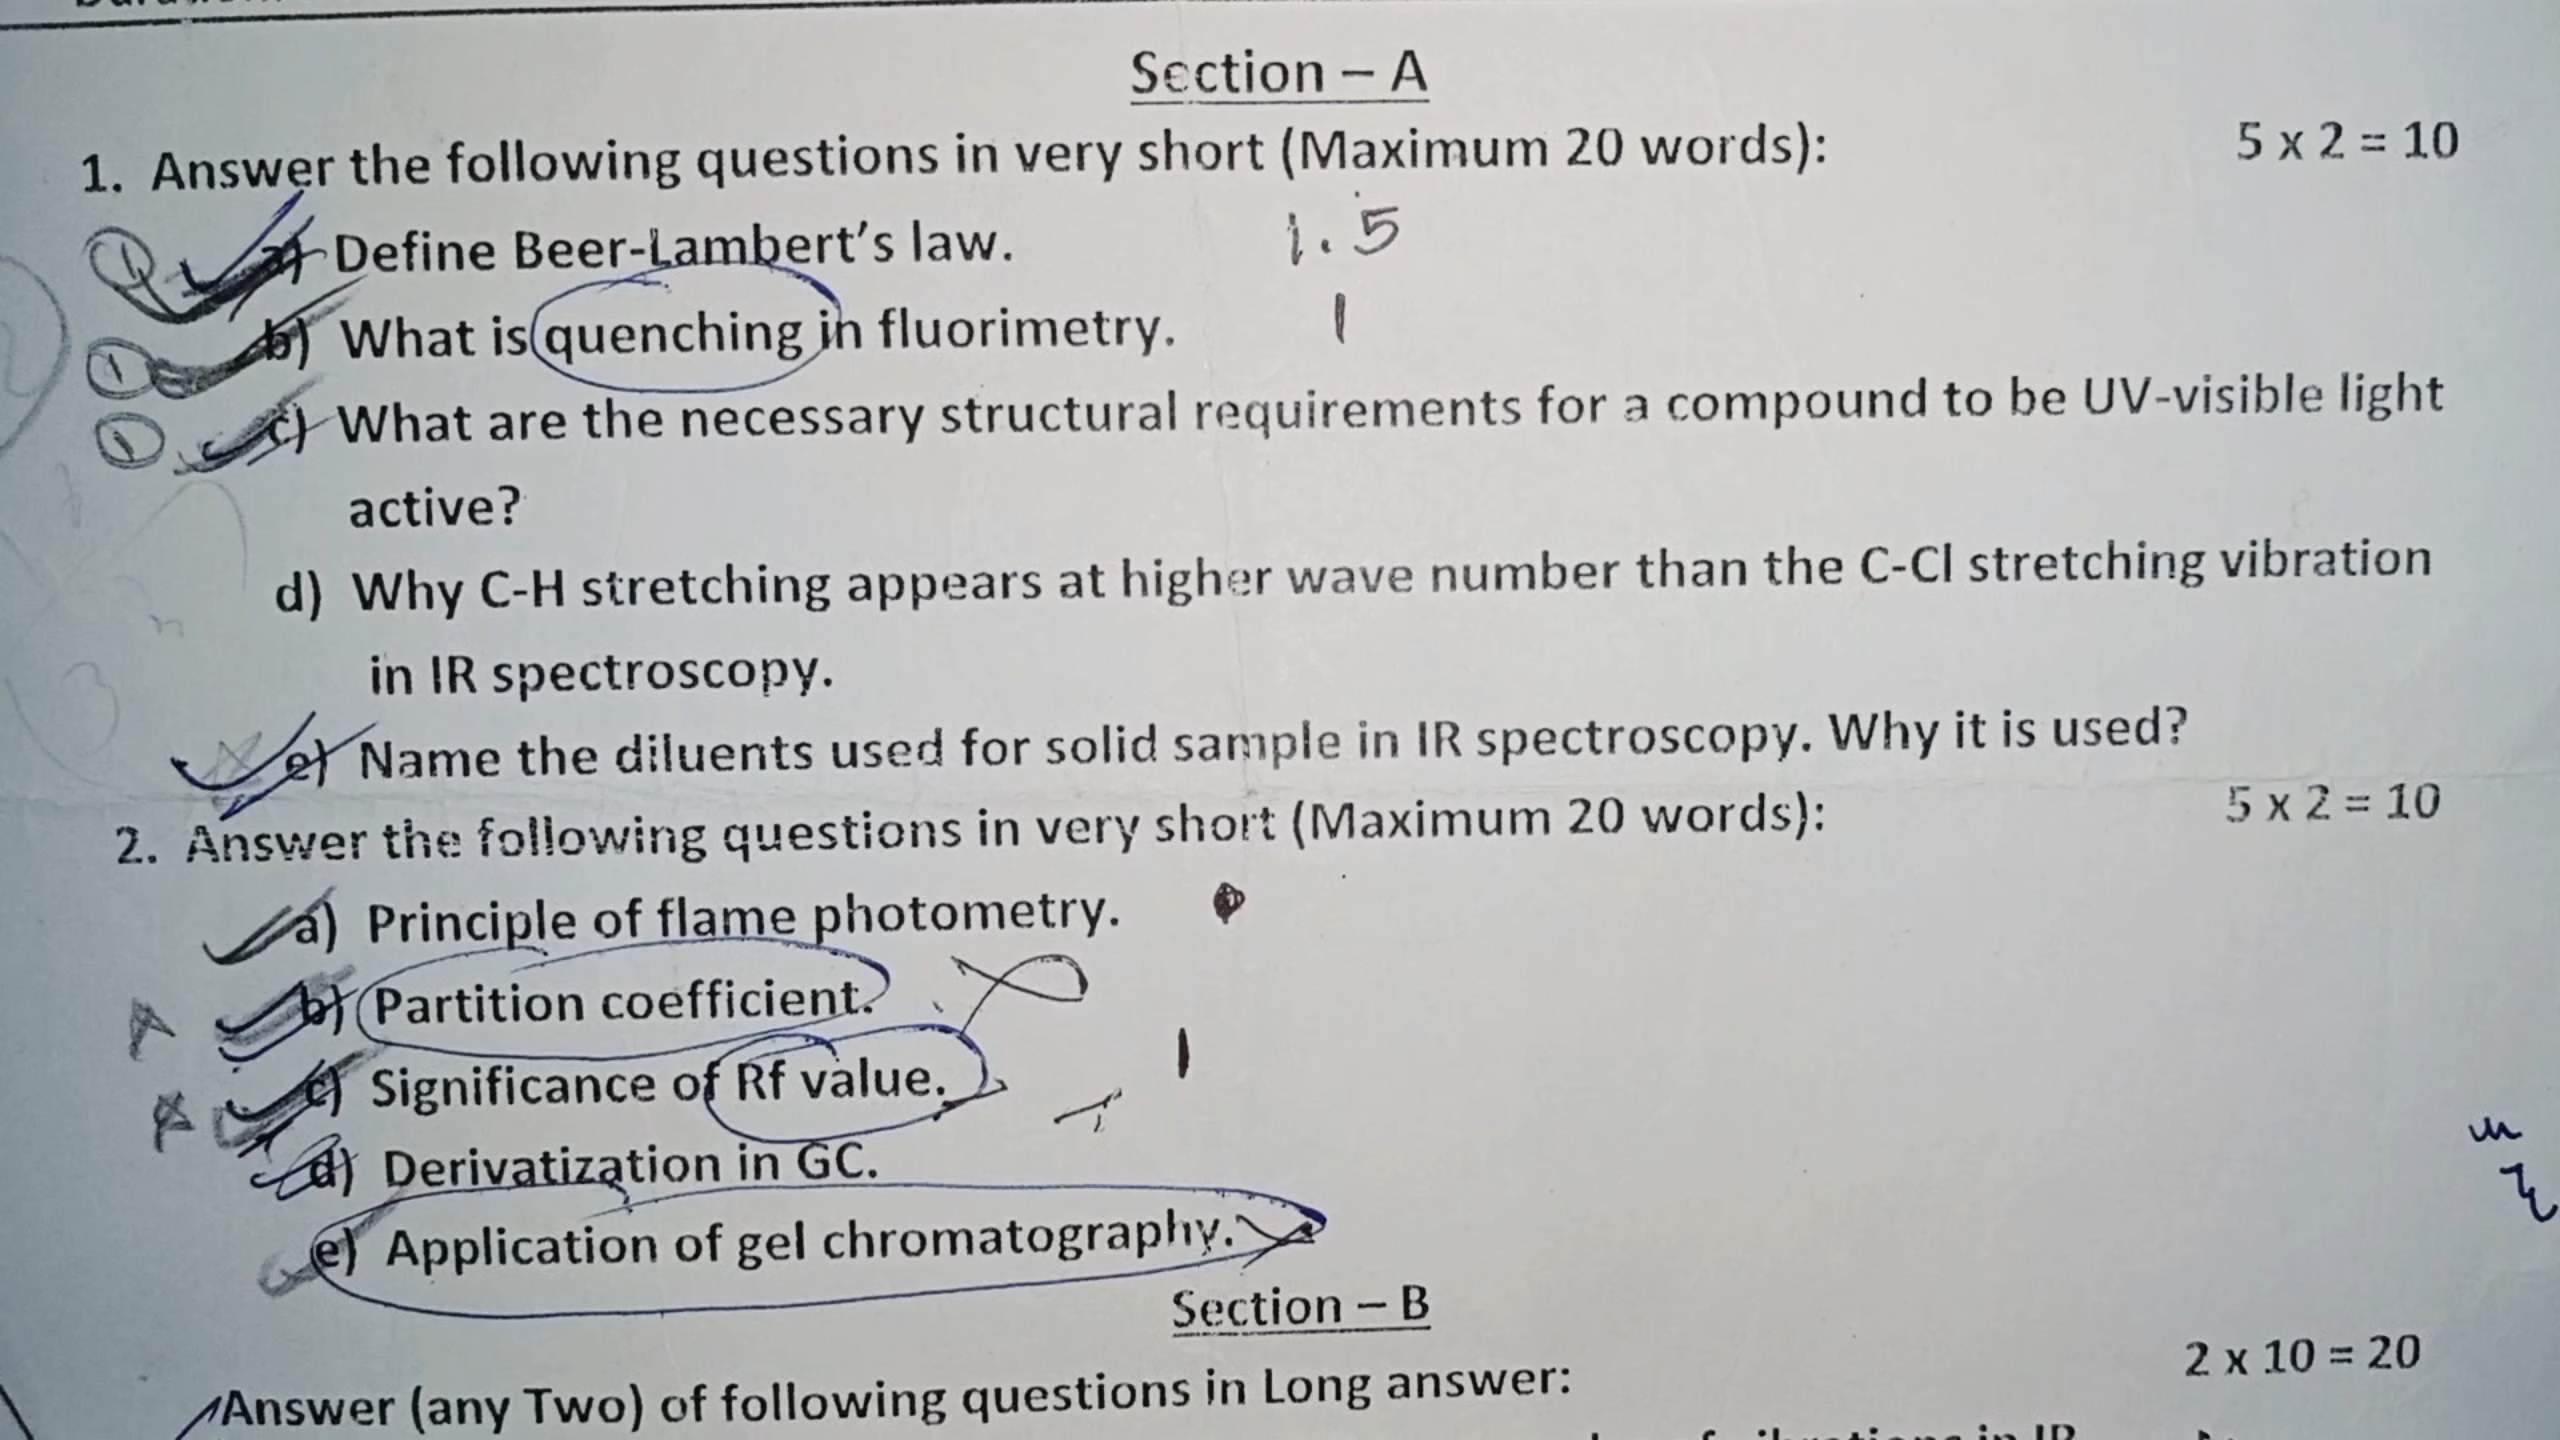 Section – A
1. Answer the following questions in very short (Maximum 20 words): 5 x 2 = 10
a) Define Beer-Lambert's law. 1.5
b) What is quenching in fluorimetry. 1
c) What are the necessary structural requirements for a compound to be UV-visible light
active?
d) Why C-H stretching appears at higher wave number than the C-Cl stretching vibration
in IR spectroscopy.
e) Name the diluents used for solid sample in IR spectroscopy. Why it is used?
2. Answer the following questions in very short (Maximum 20 words): 5 x 2 = 10
a) Principle of flame photometry.
b) Partition coefficient.
c) Significance of Rf value. 1
d) Derivatization in GC.
e) Application of gel chromatography.
Section – B
2 x 10 = 20
Answer (any Two) of following questions in Long answer:
in IR